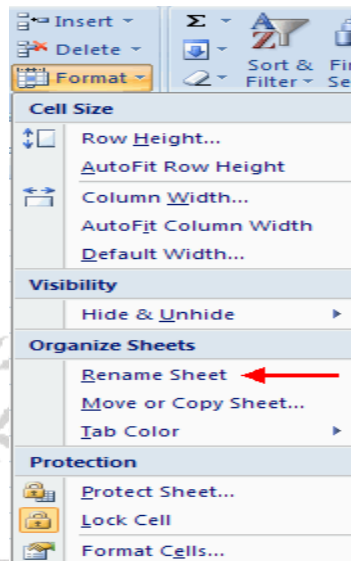 Insert
Σ
Delete
Format
Sort &
Filter
Cell Size
Row Height...
AutoFit Row Height
Column Width...
AutoFit Column Width
Default Width...
Visibility
Hide & Unhide
Organize Sheets
Rename Sheet
Move or Copy Sheet...
Tab Color
Protection
Protect Sheet...
Lock Cell
Format Cells...